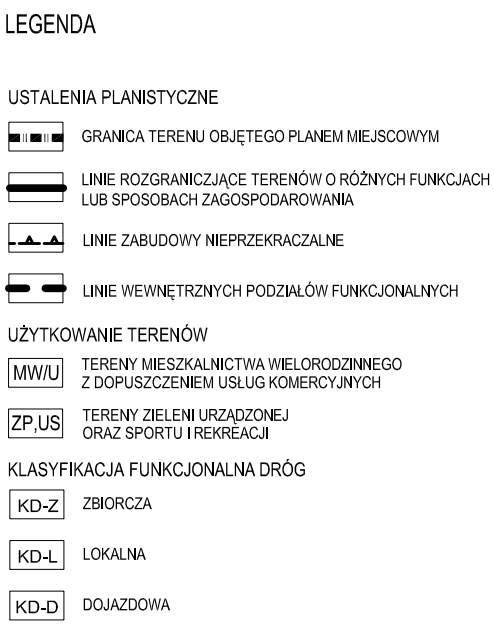 LEGENDA
USTALENIA PLANISTYCZNE
GRANICA TERENU OBJĘTEGO PLANEM MIEJSCOWYM
LINIE ROZGRANICZJĄCE TERENÓW O RÓŻNYCH FUNKCJACH
LUB SPOSOBACH ZAGOSPODAROWANIA
LINIE ZABUDOWY NIEPRZEKRACZALNE
LINIE WEWNĘTRZNYCH PODZIAŁÓW FUNKCJONALNYCH
UŻYTKOWANIE TERENÓW
MW/U TERENY MIESZKALNICTWA WIELORODZINNEGO
Z DOPUSZCZENIEM USŁUG KOMERCYJNYCH
ZP,US TERENY ZIELENI URZĄDZONEJ
ORAZ SPORTU I REKREACJI
KLASYFIKACJA FUNKCJONALNA DRÓG
KD-Z ZBIORCZA
KD-L LOKALNA
KD-D DOJAZDOWA